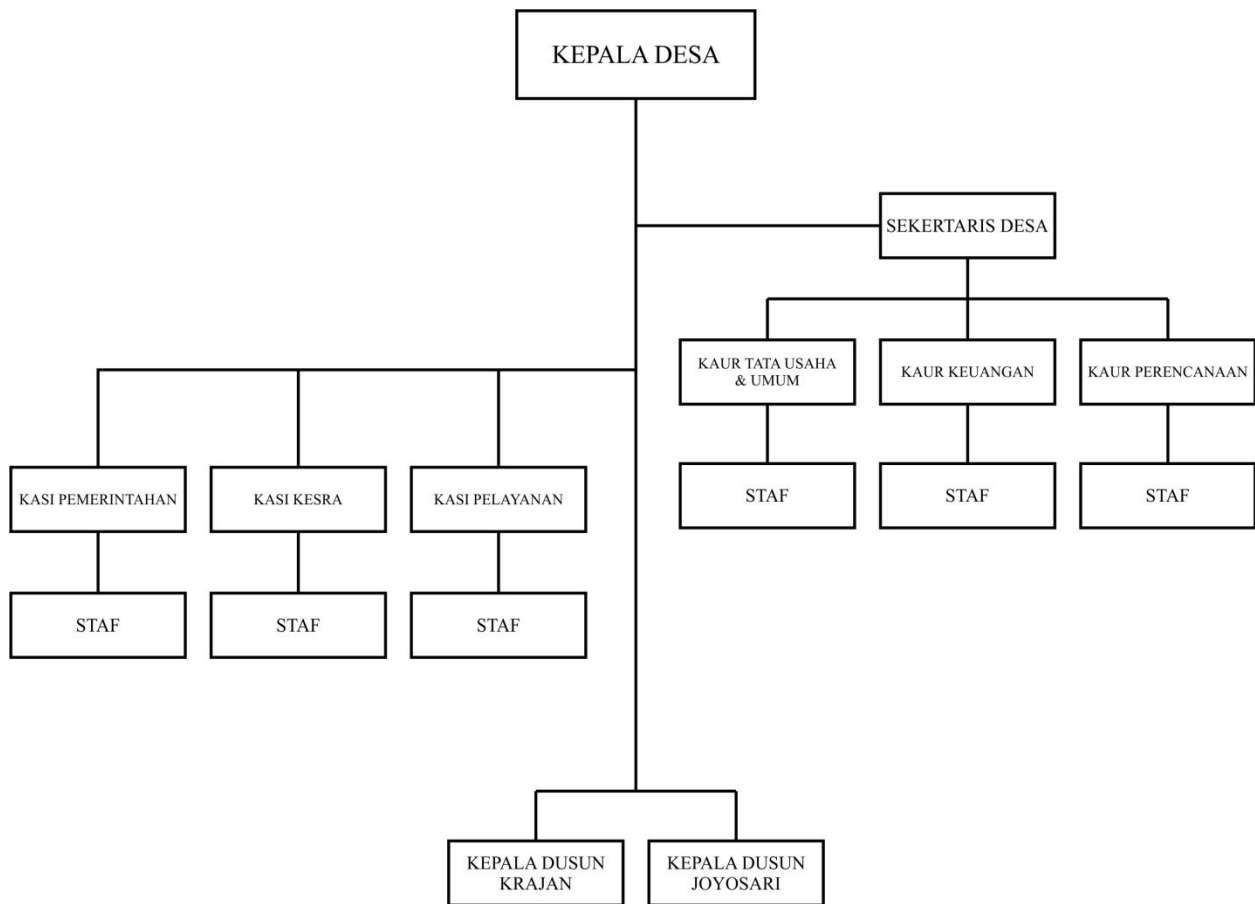 KEPALA DESA
SEKERTARIS DESA
KAUR TATA USAHA
& UMUM
KAUR KEUANGAN
KAUR PERENCANAAN
STAF
STAF
STAF
KASI PEMERINTAHAN
KASI KESRA
KASI PELAYANAN
STAF
STAF
STAF
KEPALA DUSUN
KRAJAN
KEPALA DUSUN
JOYOSARI